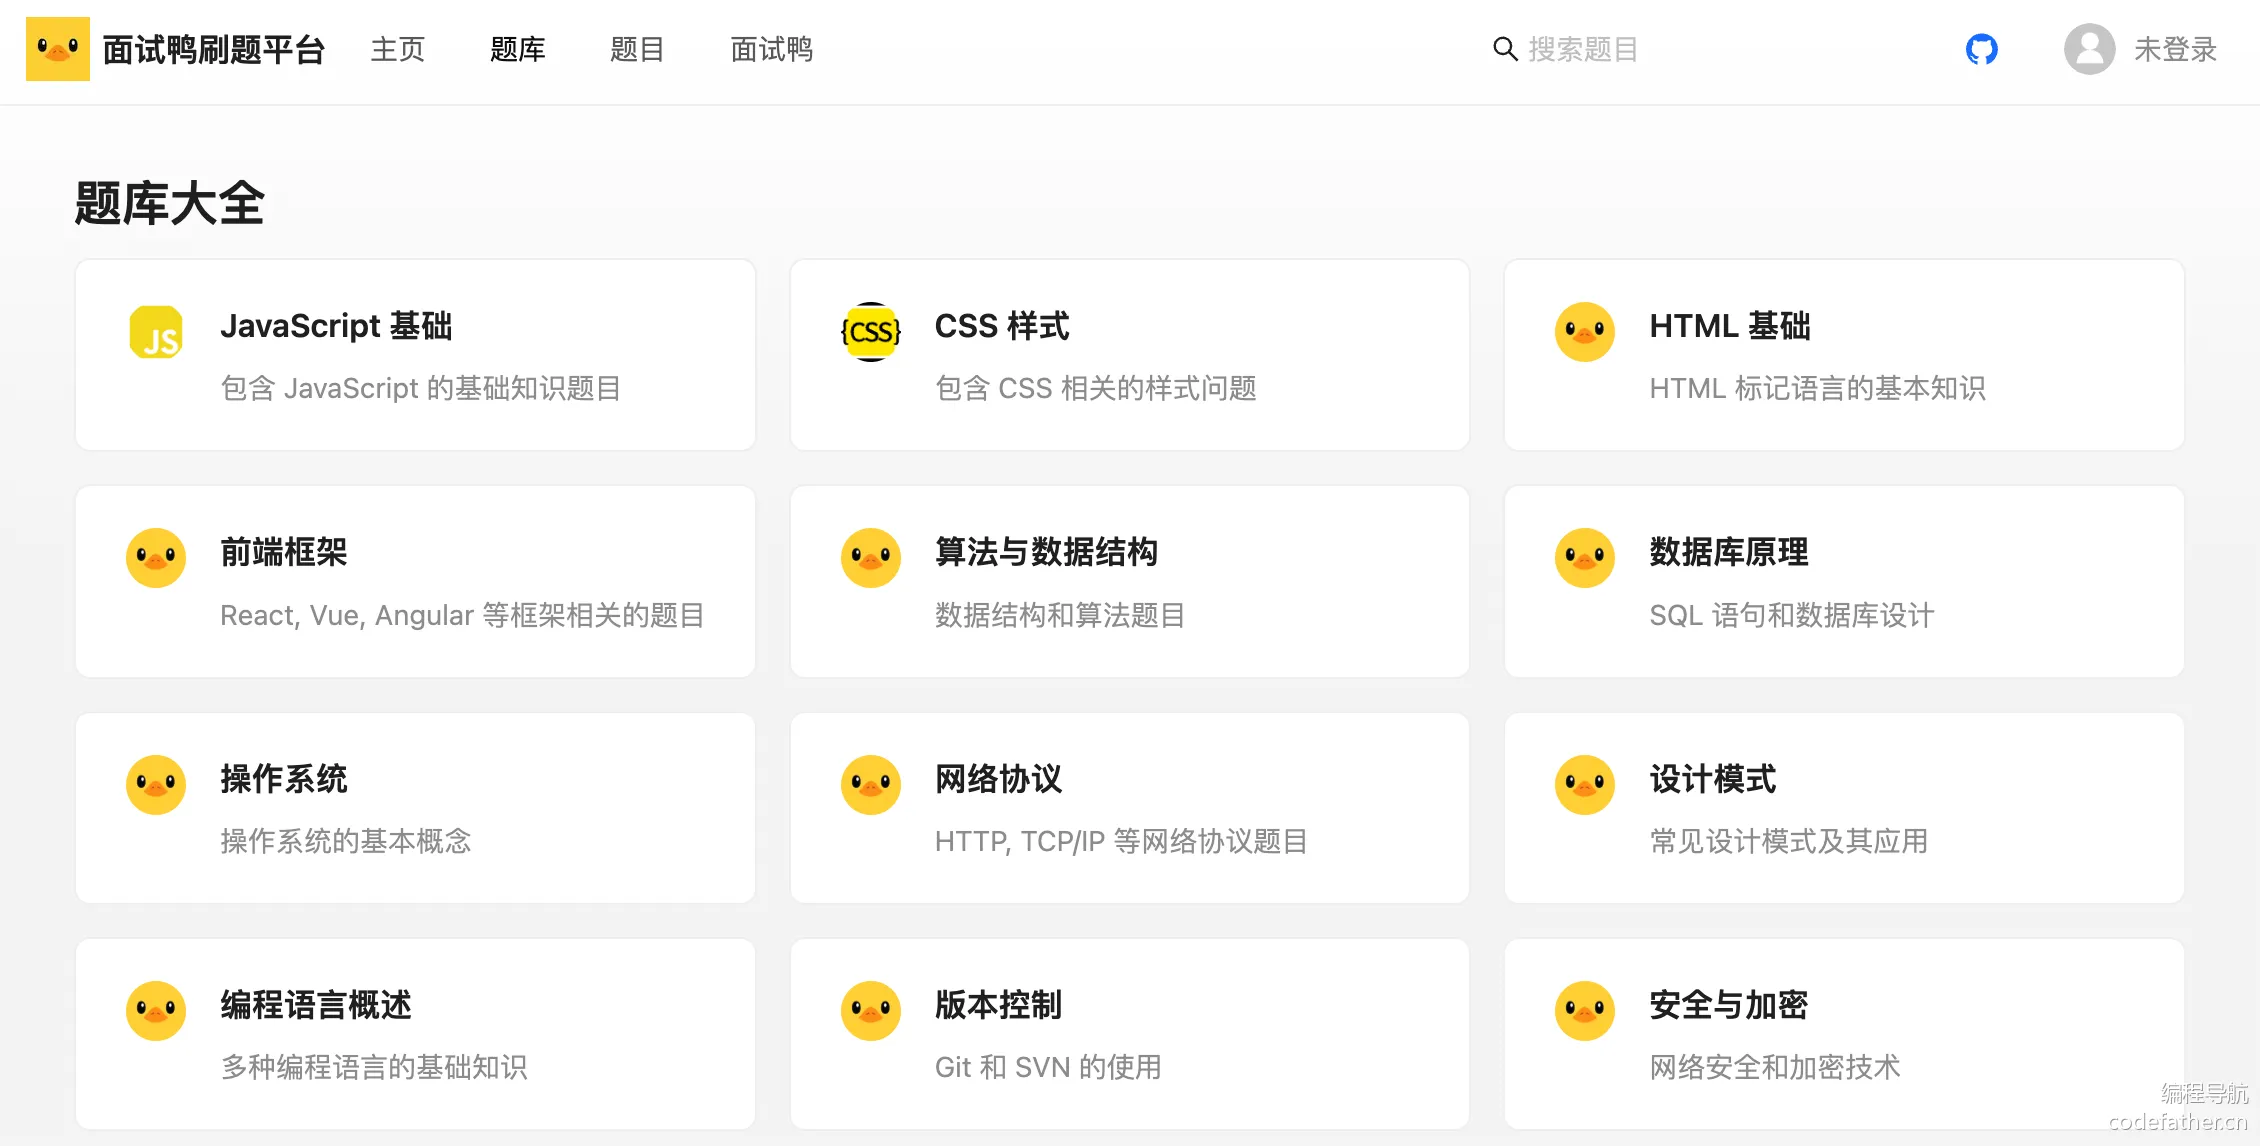 面试鸭刷题平台 主页 题库 题目 面试鸭 搜索题目 未登录
题库大全
JS JavaScript 基础
包含 JavaScript 的基础知识题目
{CSS} CSS 样式
包含 CSS 相关的样式问题
HTML 基础
HTML 标记语言的基本知识
前端框架
React, Vue, Angular 等框架相关的题目
算法与数据结构
数据结构和算法题目
数据库原理
SQL 语句和数据库设计
操作系统
操作系统的基本概念
网络协议
HTTP, TCP/IP 等网络协议题目
设计模式
常见设计模式及其应用
编程语言概述
多种编程语言的基础知识
版本控制
Git 和 SVN 的使用
安全与加密
网络安全和加密技术
编程导航
codefather.cn